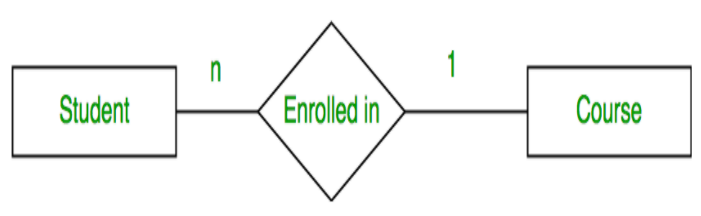 n
1
Student
Enrolled in
Course